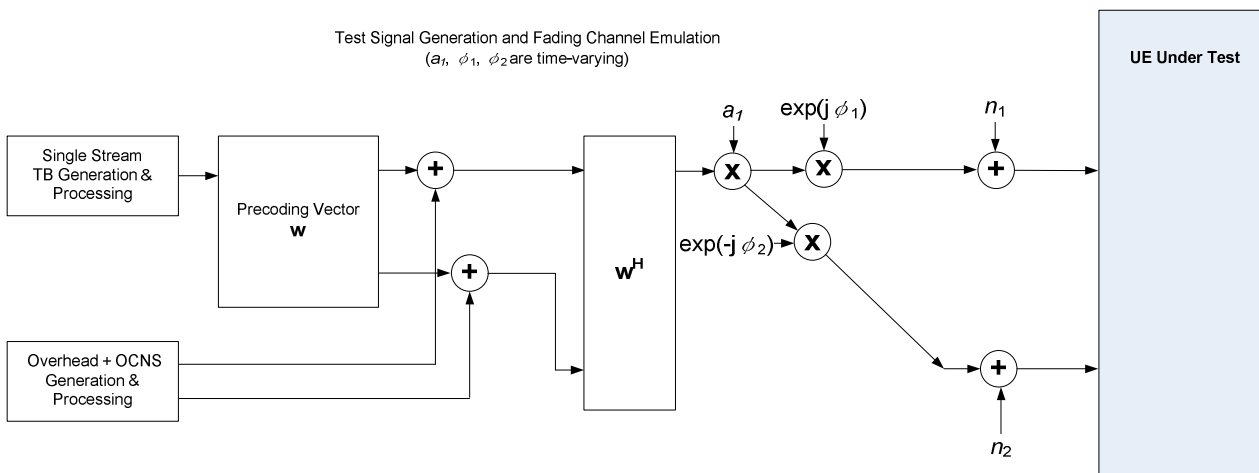 Test Signal Generation and Fading Channel Emulation
(a₁, ϕ₁, ϕ₂ are time-varying)
UE Under Test
a₁
exp(j ϕ₁)
n₁
Single Stream
TB Generation &
Processing
+
x
x
+
Precoding Vector
w
exp(-j ϕ₂)
x
+
wᴴ
Overhead + OCNS
Generation &
Processing
+
n₂